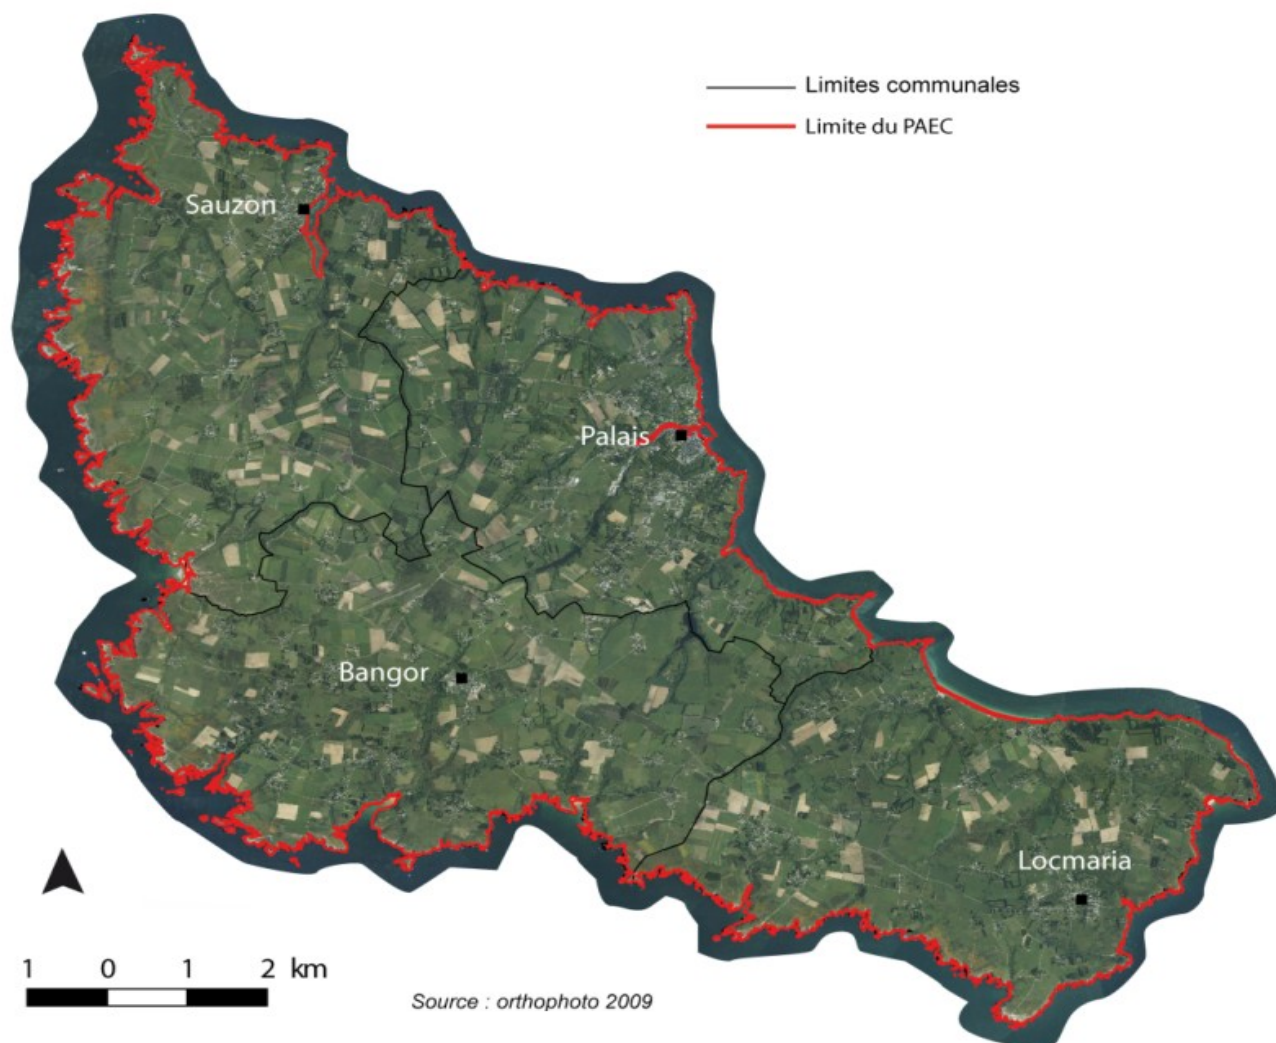 Limites communales
Limite du PAEC
Sauzon
Palais
Bangor
Locmaria
1 0 1 2 km
Source : orthophoto 2009